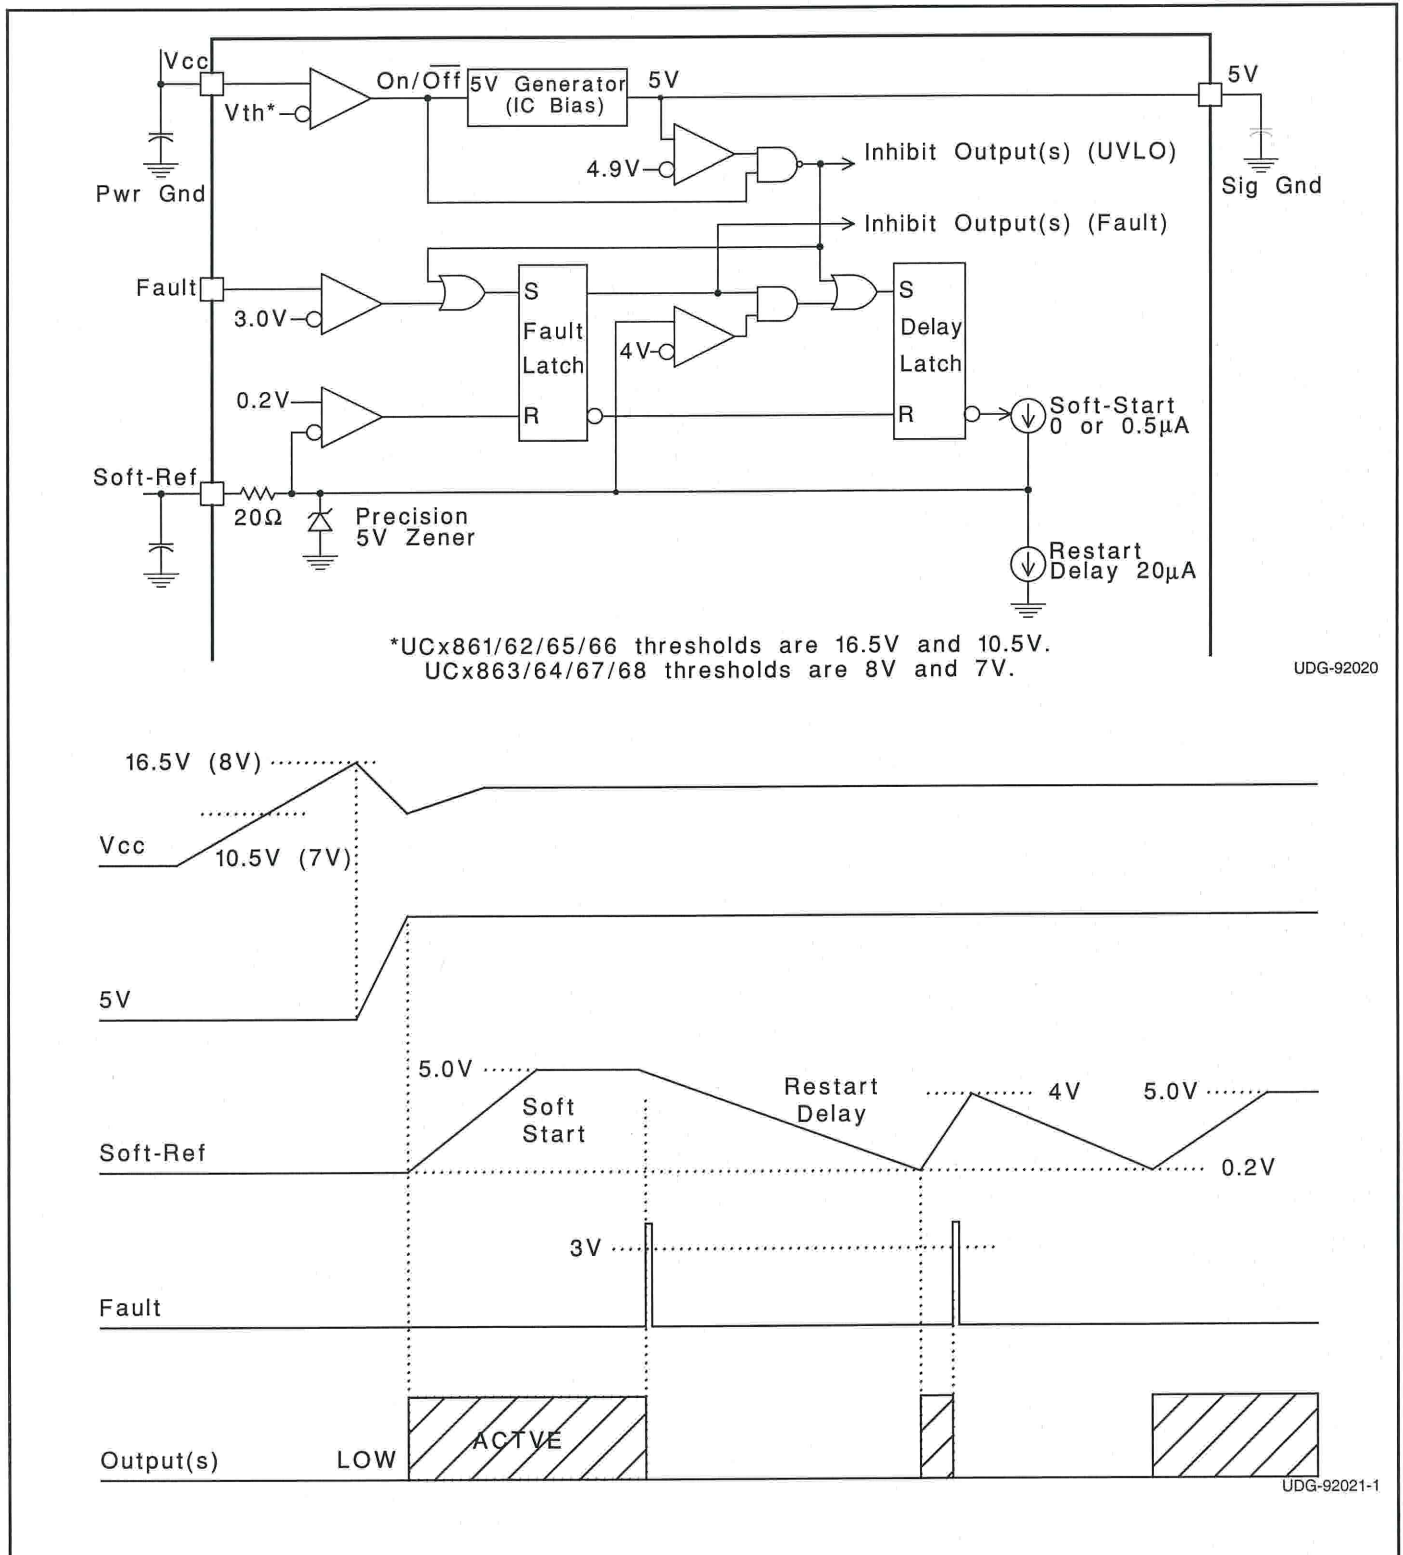 Vcc
On/Off
5V Generator
(IC Bias)
5V
5V
Vth*
4.9V
Inhibit Output(s) (UVLO)
Pwr Gnd
Sig Gnd
Inhibit Output(s) (Fault)
Fault
3.0V
S
Fault
Latch
R
4V
S
Delay
Latch
R
0.2V
Soft-Start
0 or 0.5µA
Soft-Ref
20Ω
Precision
5V Zener
Restart
Delay 20µA
*UCx861/62/65/66 thresholds are 16.5V and 10.5V.
UCx863/64/67/68 thresholds are 8V and 7V.
UDG-92020
16.5V (8V)
Vcc
10.5V (7V)
5V
5.0V
Soft
Start
Restart
Delay
4V
5.0V
Soft-Ref
0.2V
3V
Fault
ACTVE
Output(s)
LOW
UDG-92021-1